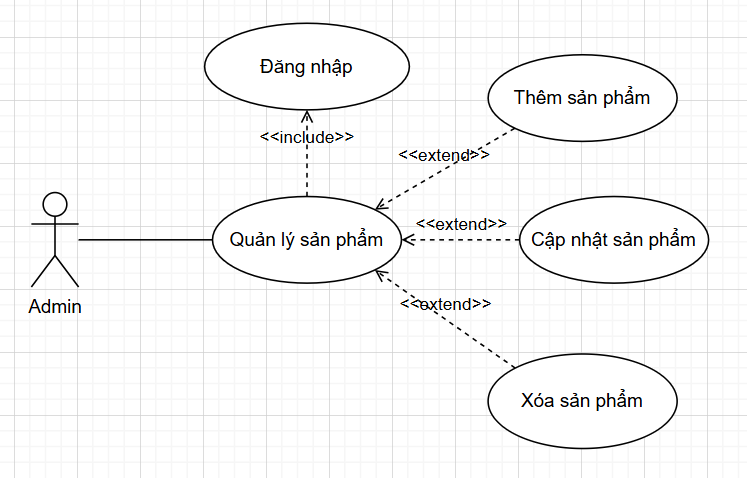 Đăng nhập
Thêm sản phẩm
<<include>>
<<extend>>
<<extend>>
Quản lý sản phẩm
Cập nhật sản phẩm
Admin
<<extend>>
Xóa sản phẩm